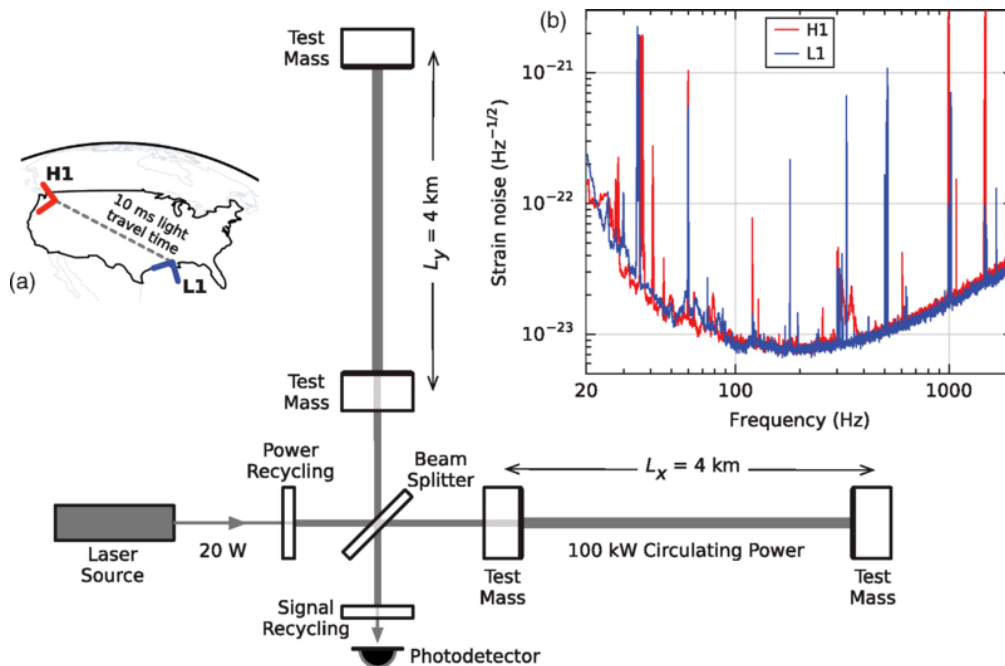 (a)
H1
10 ms light
travel time
L1
Test
Mass
L_y = 4 km
Test
Mass
Power
Recycling
Beam
Splitter
L_x = 4 km
Laser
Source
20 W
100 kW Circulating Power
Test
Mass
Test
Mass
Signal
Recycling
Photodetector
(b)
H1
L1
Strain noise (Hz^{-1/2})
10^{-21}
10^{-22}
10^{-23}
20
100
1000
Frequency (Hz)